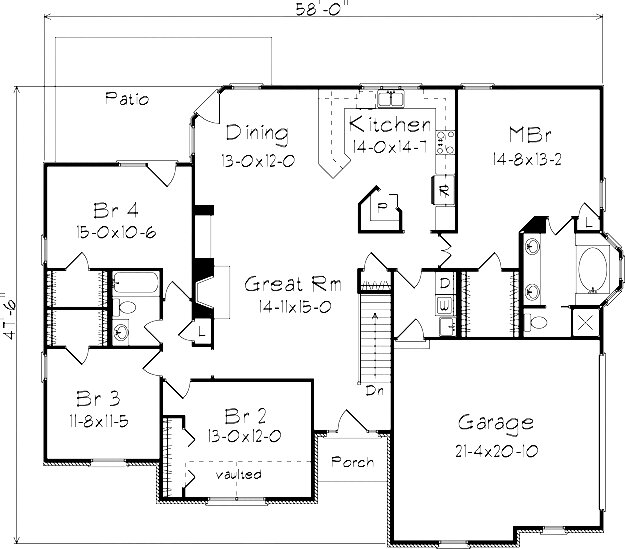 58'-0"
Patio
Dining
13-0x12-0
Kitchen
14-0x14-7
MBr
14-8x13-2
Br 4
15-0x10-6
P
R
L
Great Rm
14-11x15-0
D
W
L
47'-6"
Br 3
11-8x11-5
Br 2
13-0x12-0
vaulted
Dn
Porch
Garage
21-4x20-10